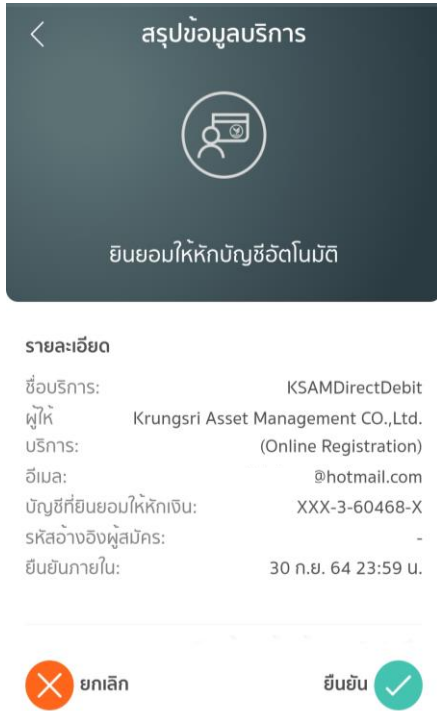 สรุปข้อมูลบริการ
ยินยอมให้หักบัญชีอัตโนมัติ
รายละเอียด
ชื่อบริการ: KSAMDirectDebit
ผู้ให้ Krungsri Asset Management CO.,Ltd.
บริการ: (Online Registration)
อีเมล: @hotmail.com
บัญชีที่ยินยอมให้หักเงิน: XXX-3-60468-X
รหัสอ้างอิงผู้สมัคร: -
ยืนยันภายใน: 30 ก.ย. 64 23:59 น.
ยกเลิก ยืนยัน